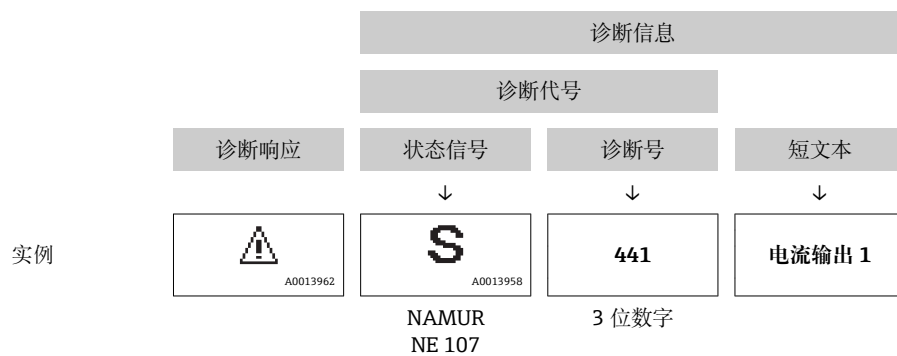 诊断信息
诊断代号
诊断响应 状态信号 诊断号 短文本
↓ ↓ ↓
实例 S 441 电流输出 1
A0013962 A0013958
NAMUR 3 位数字
NE 107